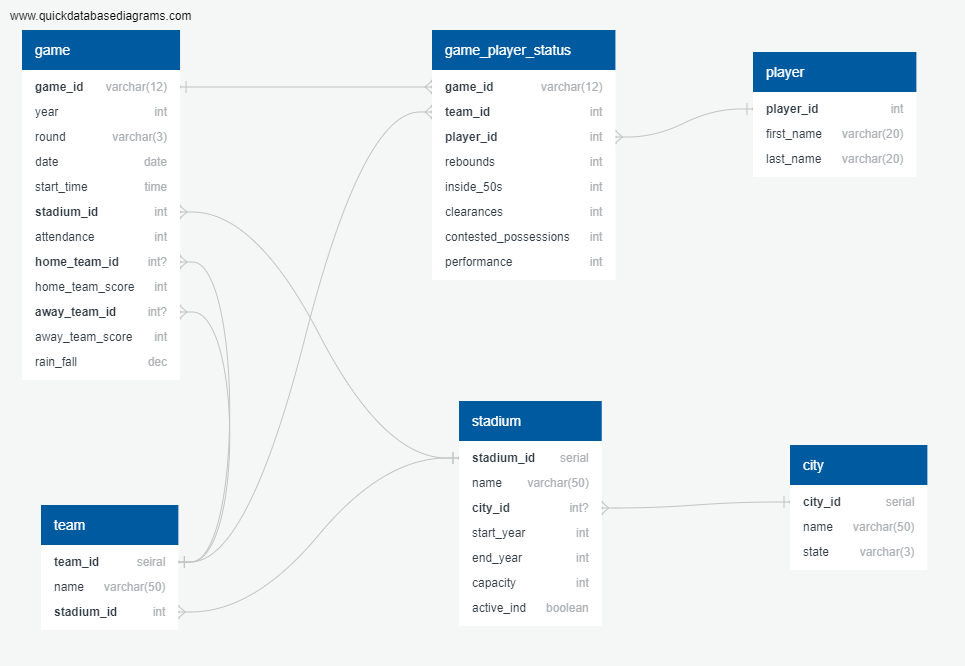 www.quickdatabasediagrams.com
game
game_id varchar(12)
year int
round varchar(3)
date date
start_time time
stadium_id int
attendance int
home_team_id int?
home_team_score int
away_team_id int?
away_team_score int
rain_fall dec
game_player_status
game_id varchar(12)
team_id int
player_id int
rebounds int
inside_50s int
clearances int
contested_possessions int
performance int
player
player_id int
first_name varchar(20)
last_name varchar(20)
team
team_id seiral
name varchar(50)
stadium_id int
stadium
stadium_id serial
name varchar(50)
city_id int?
start_year int
end_year int
capacity int
active_ind boolean
city
city_id serial
name varchar(50)
state varchar(3)